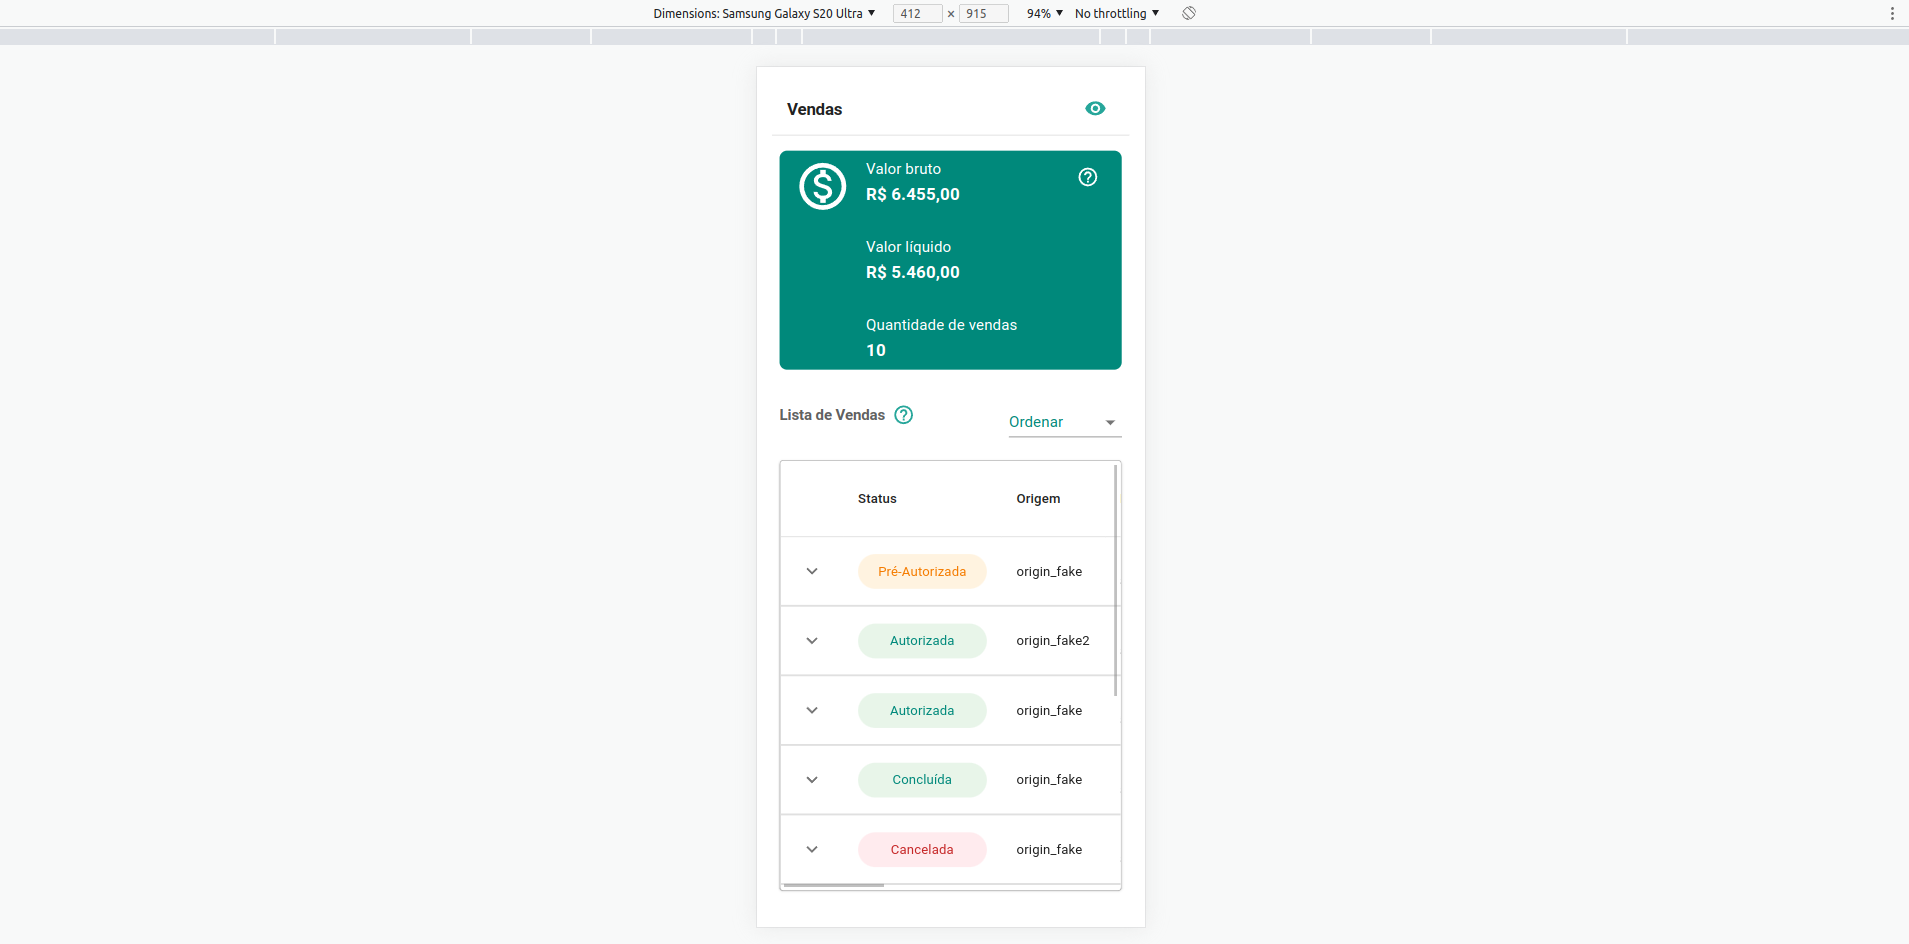 Dimensions: Samsung Galaxy S20 Ultra ▼ 412 × 915 94% ▼ No throttling ▼
Vendas
Valor bruto
R$ 6.455,00
Valor líquido
R$ 5.460,00
Quantidade de vendas
10
Lista de Vendas
Ordenar
Status Origem
Pré-Autorizada origin_fake
Autorizada origin_fake2
Autorizada origin_fake
Concluída origin_fake
Cancelada origin_fake